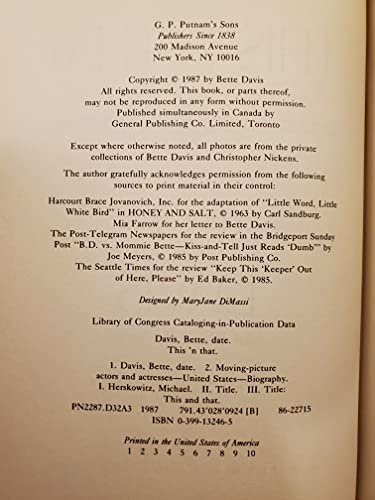 G. P. Putnam's Sons
Publishers Since 1838
200 Madison Avenue
New York, NY 10016
Copyright © 1987 by Bette Davis
All rights reserved. This book, or parts thereof,
may not be reproduced in any form without permission.
Published simultaneously in Canada by
General Publishing Co. Limited, Toronto
Except where otherwise noted, all photos are from the private
collections of Bette Davis and Christopher Nickens.
The author gratefully acknowledges permission from the following
sources to print material in their control:
Harcourt Brace Jovanovich, Inc. for the adaptation of "Little Word, Little
White Bird" in HONEY AND SALT, © 1963 by Carl Sandburg.
Mia Farrow for her letter to Bette Davis.
The Post-Telegram Newspapers for the review in the Bridgeport Sunday
Post "B.D. vs. Mommie Bette—Kiss-and-Tell Just Reads 'Dumb'" by
Joe Meyers, © 1985 by Post Publishing Co.
The Seattle Times for the review "Keep This 'Keeper' Out
of Here, Please" by Ed Baker, © 1985.
Designed by MaryJane DiMassi
Library of Congress Cataloging-in-Publication Data
Davis, Bette, date.
This 'n that.
1. Davis, Bette, date. 2. Moving-picture
actors and actresses—United States—Biography.
I. Herskowitz, Michael. II. Title. III. Title:
This and that.
PN2287.D32A3 1987 791.43'028'0924 [B] 86-22715
ISBN 0-399-13246-5
Printed in the United States of America
1 2 3 4 5 6 7 8 9 10